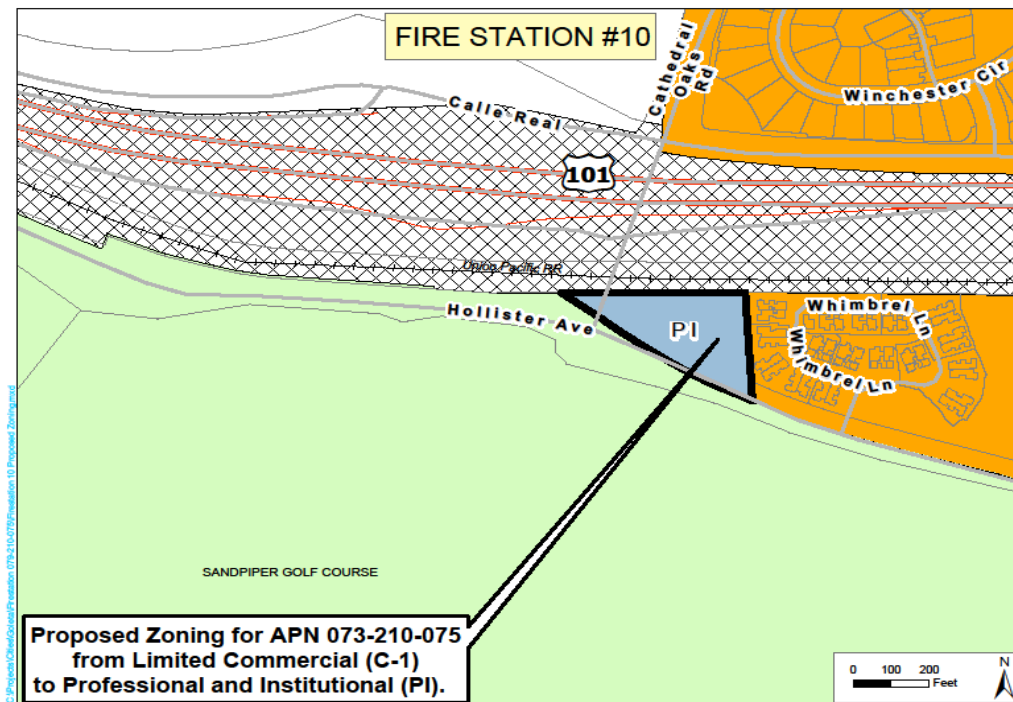 FIRE STATION #10
Cathedral
Oaks
Rd
Winchester Cir
Calle Real
101
Union Pacific RR
Hollister Ave
PI
Whimbrel Ln
Whimbrel Ln
SANDPIPER GOLF COURSE
Proposed Zoning for APN 073-210-075
from Limited Commercial (C-1)
to Professional and Institutional (PI).
0 100 200
Feet
N